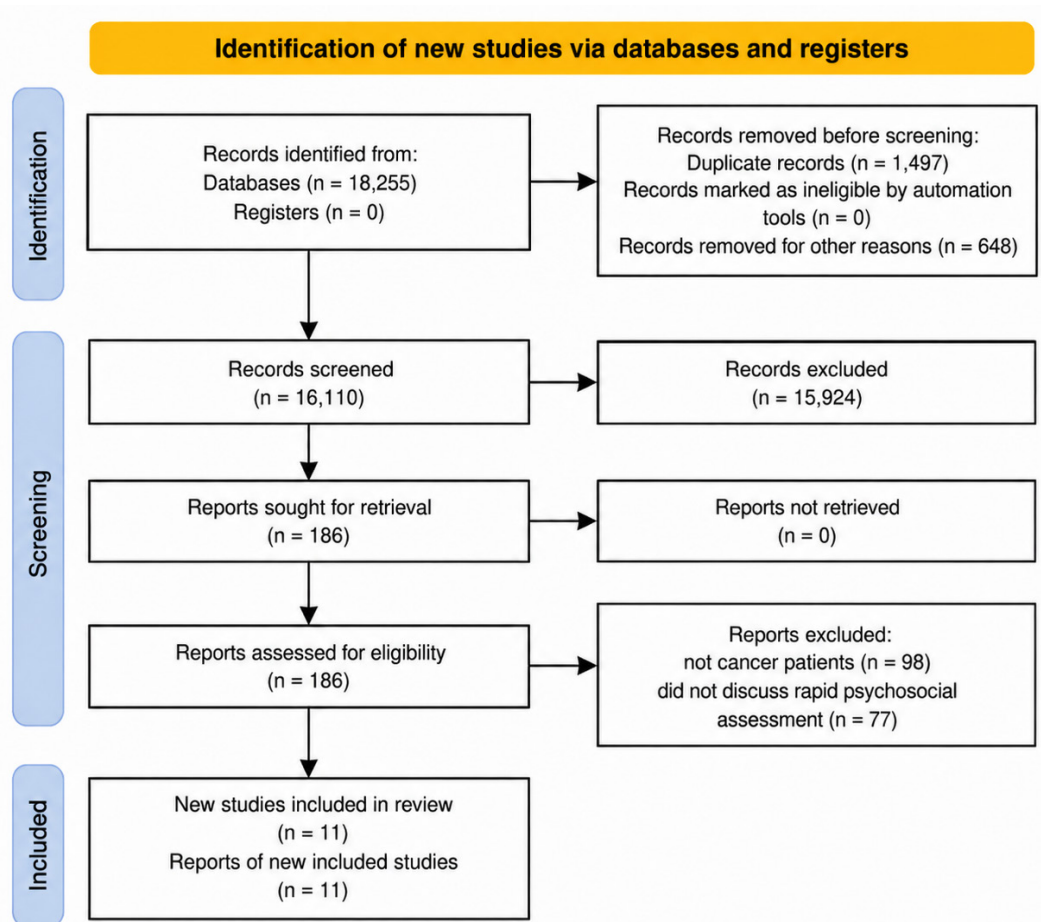 Identification of new studies via databases and registers
Identification
Records identified from:
Databases (n = 18,255)
Registers (n = 0)
Records removed before screening:
Duplicate records (n = 1,497)
Records marked as ineligible by automation
tools (n = 0)
Records removed for other reasons (n = 648)
Screening
Records screened
(n = 16,110)
Records excluded
(n = 15,924)
Reports sought for retrieval
(n = 186)
Reports not retrieved
(n = 0)
Reports assessed for eligibility
(n = 186)
Reports excluded:
not cancer patients (n = 98)
did not discuss rapid psychosocial
assessment (n = 77)
Included
New studies included in review
(n = 11)
Reports of new included studies
(n = 11)